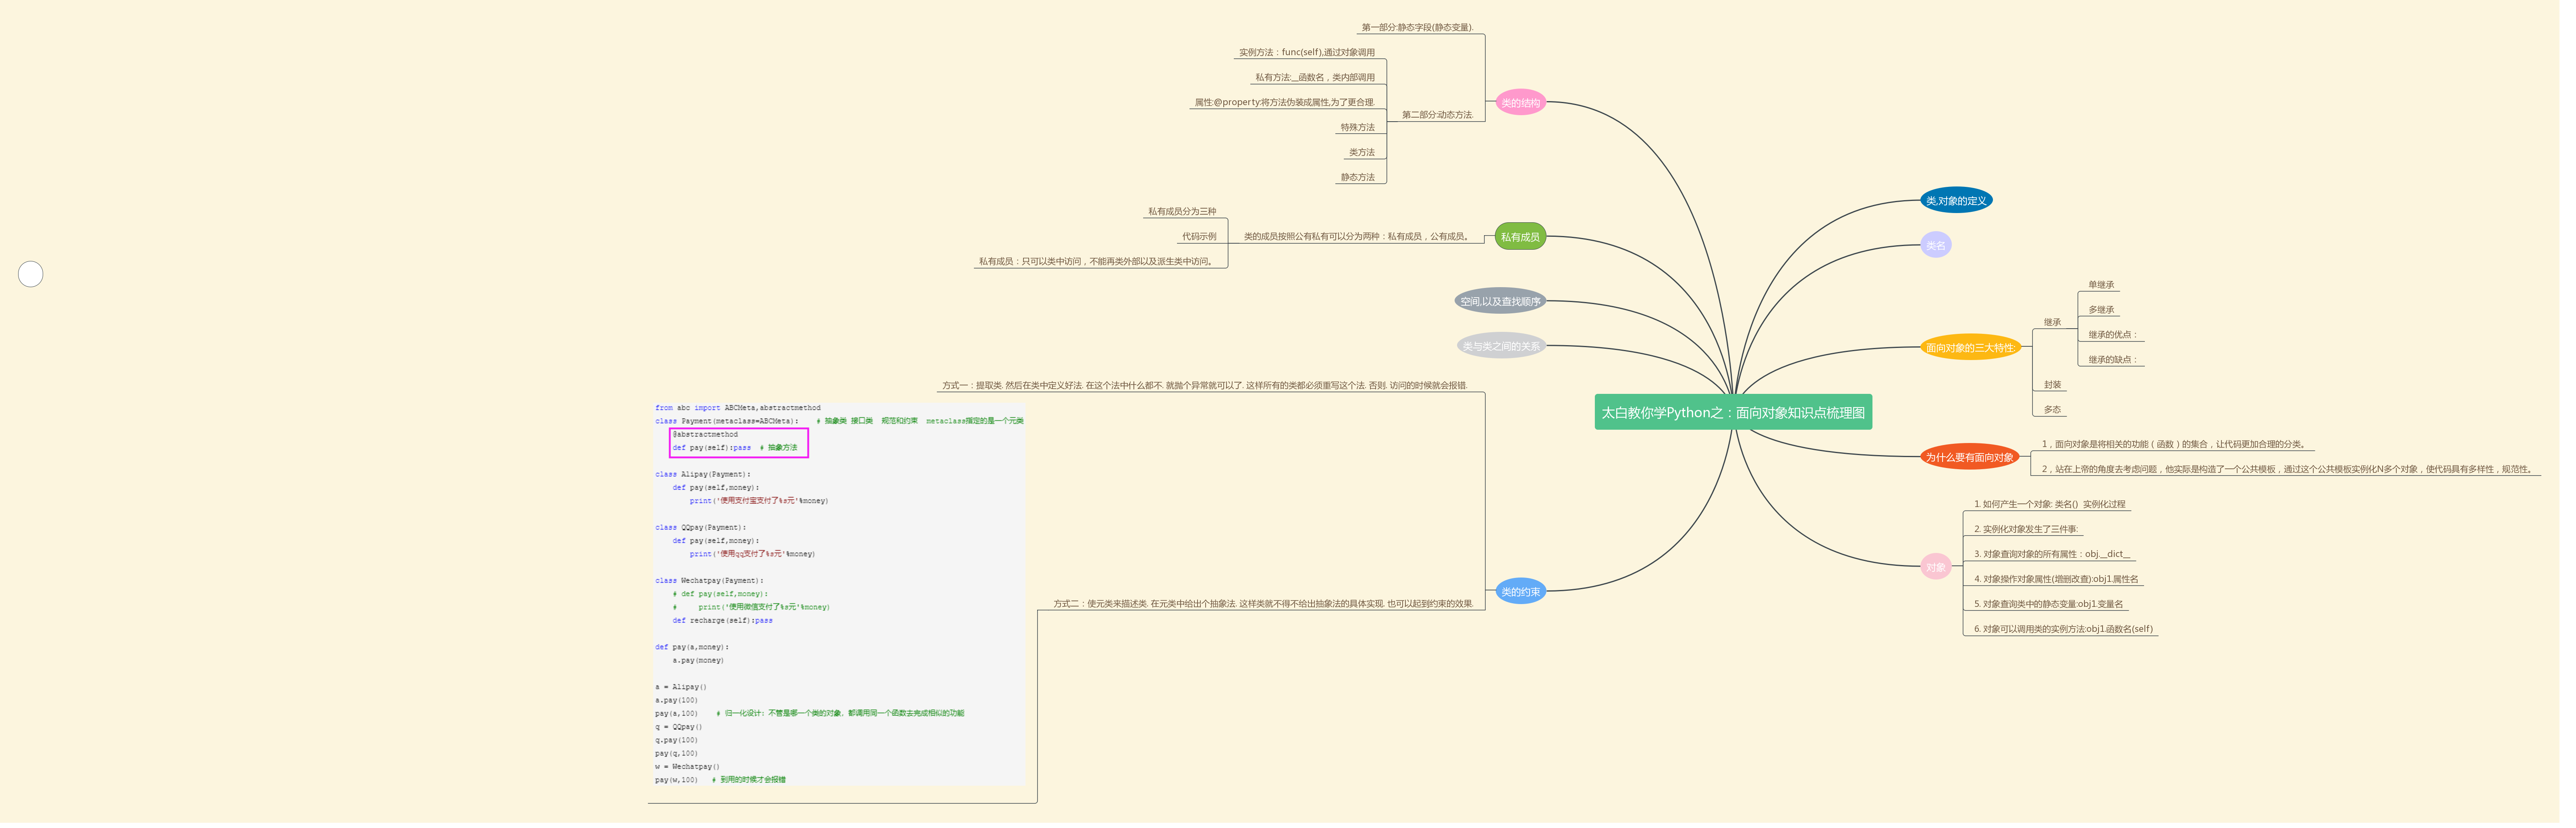 太白教你学Python之：面向对象知识点梳理图
类,对象的定义
类名
面向对象的三大特性:
继承
单继承
多继承
继承的优点：
继承的缺点：
封装
多态
为什么要有面向对象
1，面向对象是将相关的功能（函数）的集合，让代码更加合理的分类。
2，站在上帝的角度去考虑问题，他实际是构造了一个公共模板，通过这个公共模板实例化N多个对象，使代码具有多样性，规范性。
对象
1. 如何产生一个对象: 类名() 实例化过程
2. 实例化对象发生了三件事:
3. 对象查询对象的所有属性：obj.__dict__
4. 对象操作对象属性(增删改查):obj1.属性名
5. 对象查询类中的静态变量:obj1.变量名
6. 对象可以调用类的实例方法:obj1.函数名(self)
类的结构
第一部分:静态字段(静态变量).
第二部分:动态方法.
实例方法：func(self),通过对象调用
私有方法:__函数名，类内部调用
属性:@property:将方法伪装成属性,为了更合理.
特殊方法
类方法
静态方法
私有成员
类的成员按照公有私有可以分为两种：私有成员，公有成员。
私有成员分为三种
代码示例
私有成员：只可以类中访问，不能再类外部以及派生类中访问。
空间,以及查找顺序
类与类之间的关系
类的约束
方式一：提取类. 然后在类中定义好法. 在这个法中什么都不. 就抛个异常就可以了. 这样所有的类都必须重写这个法. 否则. 访问的时候就会报错.
方式二：使元类来描述类. 在元类中给出个抽象法. 这样类就不得不给出抽象法的具体实现. 也可以起到约束的效果.
from abc import ABCMeta,abstractmethod
class Payment(metaclass=ABCMeta):    # 抽象类 接口类  规范和约束  metaclass指定的是一个元类
    @abstractmethod
    def pay(self):pass  # 抽象方法
class Alipay(Payment):
    def pay(self,money):
        print('使用支付宝支付了%s元'%money)
class QQpay(Payment):
    def pay(self,money):
        print('使用qq支付了%s元'%money)
class Wechatpay(Payment):
    # def pay(self,money):
    #     print('使用微信支付了%s元'%money)
    def recharge(self):pass
def pay(a,money):
    a.pay(money)
a = Alipay()
a.pay(100)
pay(a,100)    # 归一化设计：不管是哪一个类的对象，都调用同一个函数去完成相似的功能
q = QQpay()
q.pay(100)
pay(q,100)
w = Wechatpay()
pay(w,100)   # 到用的时候才会报错